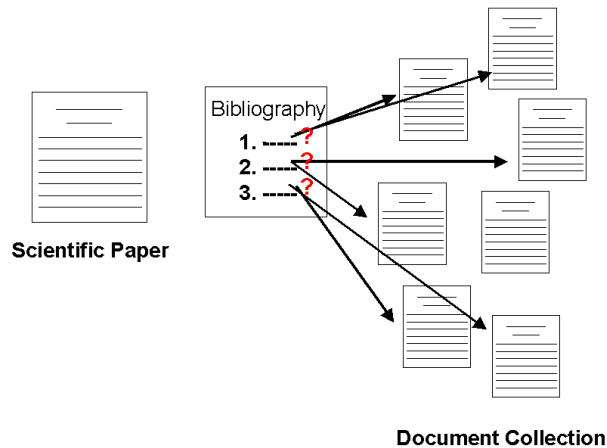 Bibliography
1. -----?
2. -----?
3. ----?
Scientific Paper
Document Collection